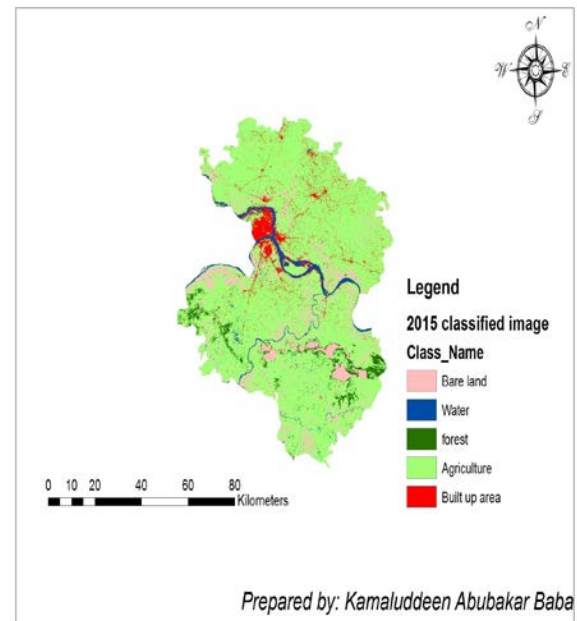 N
W E
S
Legend
2015 classified image
Class_Name
Bare land
Water
forest
Agriculture
Built up area
0 10 20 40 60 80
Kilometers
Prepared by: Kamaluddeen Abubakar Baba